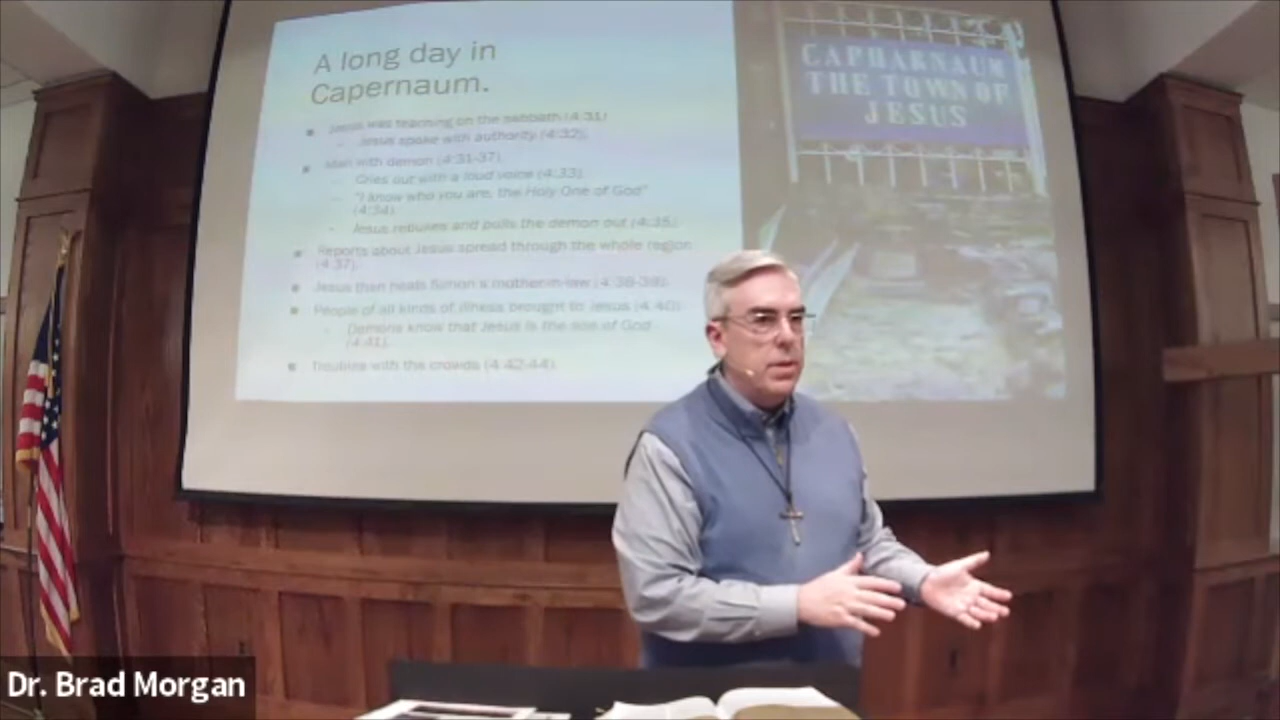 A long day in
Capernaum.
Jesus was teaching on the sabbath (4:31)
Jesus spoke with authority (4:32).
Man with demon (4:31-37).
Cries out with a loud voice (4:33).
"I know who you are, the Holy One of God"
(4:34)
Jesus rebukes and pulls the demon out (4:35).
Reports about Jesus spread through the whole region
(4:37).
Jesus then heals Simon's mother-in-law (4:38-39).
People of all kinds of illness brought to Jesus (4:40)
Demons know that Jesus is the son of God
(4:41).
Troubles with the crowds (4:42-44).
CAPHARNAUM
THE TOWN OF
JESUS
Dr. Brad Morgan